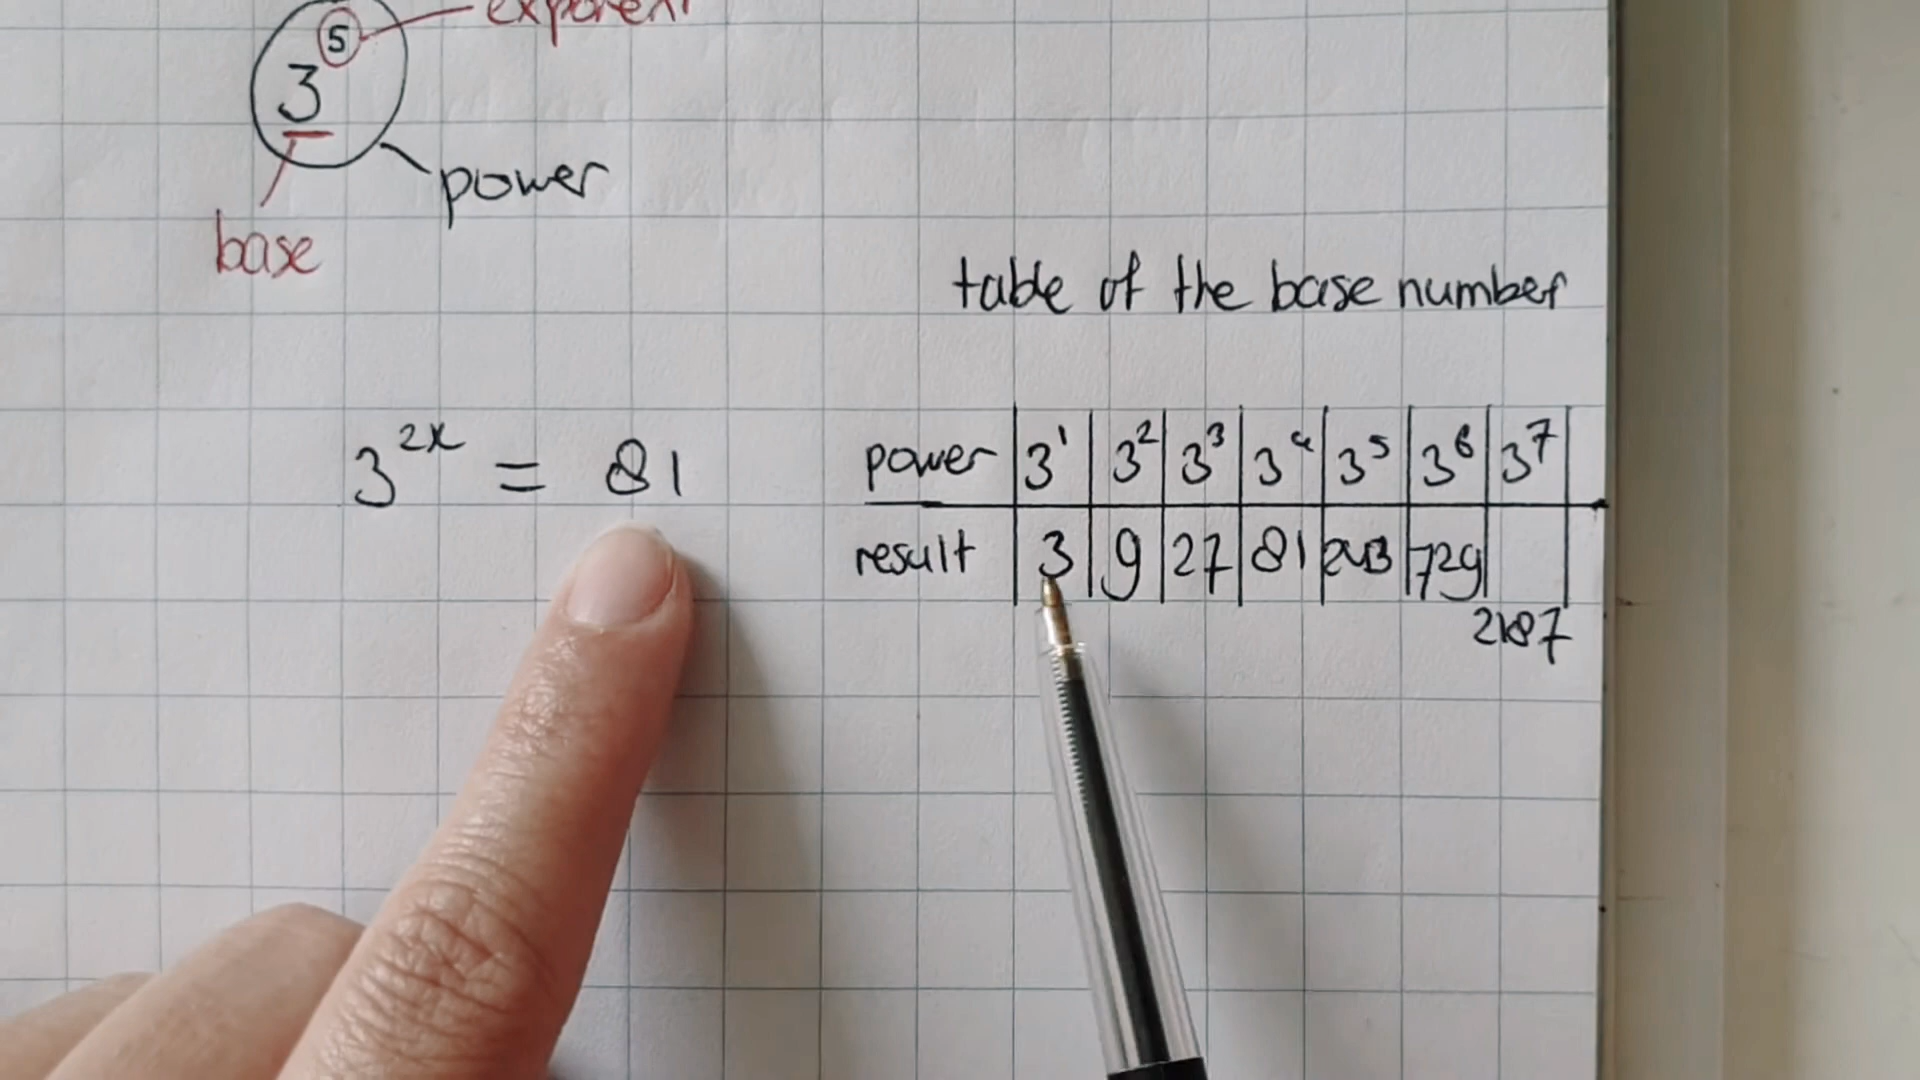 exponent
3⁵
power
base
table of the base number
3²ˣ = 81
power 3¹ 3² 3³ 3⁴ 3⁵ 3⁶ 3⁷
result 3 9 27 81 243 729
2187